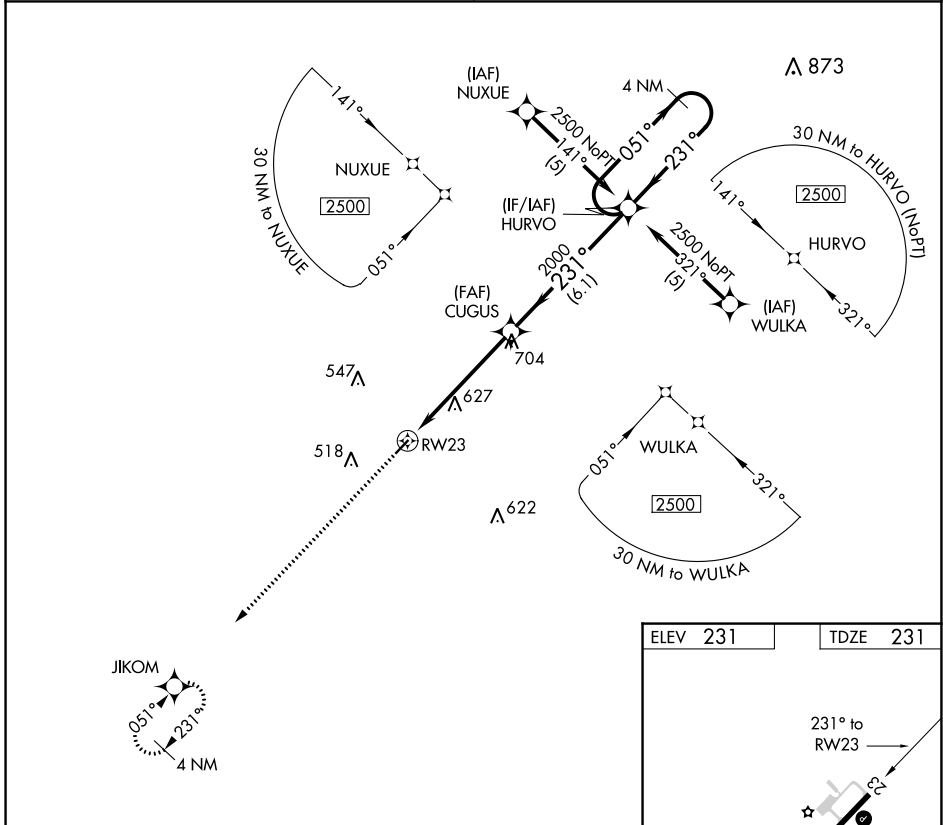 (IAF)
NUXUE
2500 NoPT
141°
(5)
4 NM
051°
231°
873
141°
NUXUE
2500
051°
30 NM to NUXUE
30 NM to HURVO (NoPT)
141°
2500
HURVO
321°
(IF/IAF)
HURVO
2500 NoPT
321°
(5)
(IAF)
WULKA
2000
231°
(6.1)
(FAF)
CUGUS
704
547
627
518
RW23
622
051°
WULKA
321°
2500
30 NM to WULKA
JIKOM
051°
231°
4 NM
ELEV 231
TDZE 231
231° to
RW23
23
P